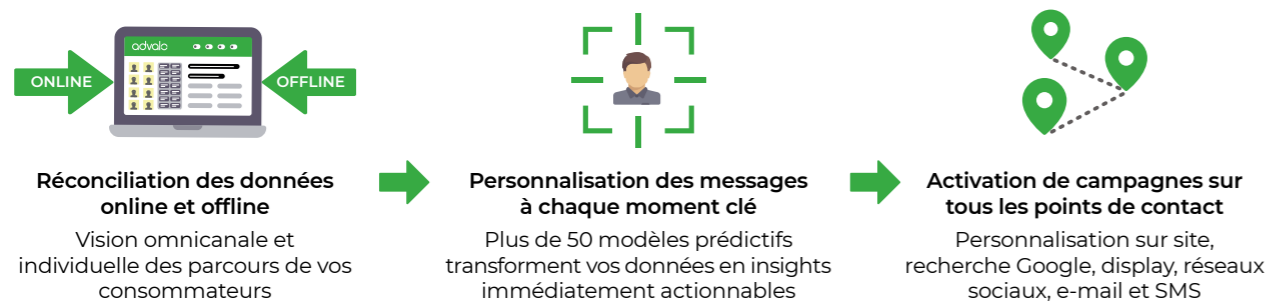 advalo
ONLINE
OFFLINE
Réconciliation des données
online et offline
Vision omnicanale et
individuelle des parcours de vos
consommateurs
Personnalisation des messages
à chaque moment clé
Plus de 50 modèles prédictifs
transforment vos données en insights
immédiatement actionnables
Activation de campagnes sur
tous les points de contact
Personnalisation sur site,
recherche Google, display, réseaux
sociaux, e-mail et SMS